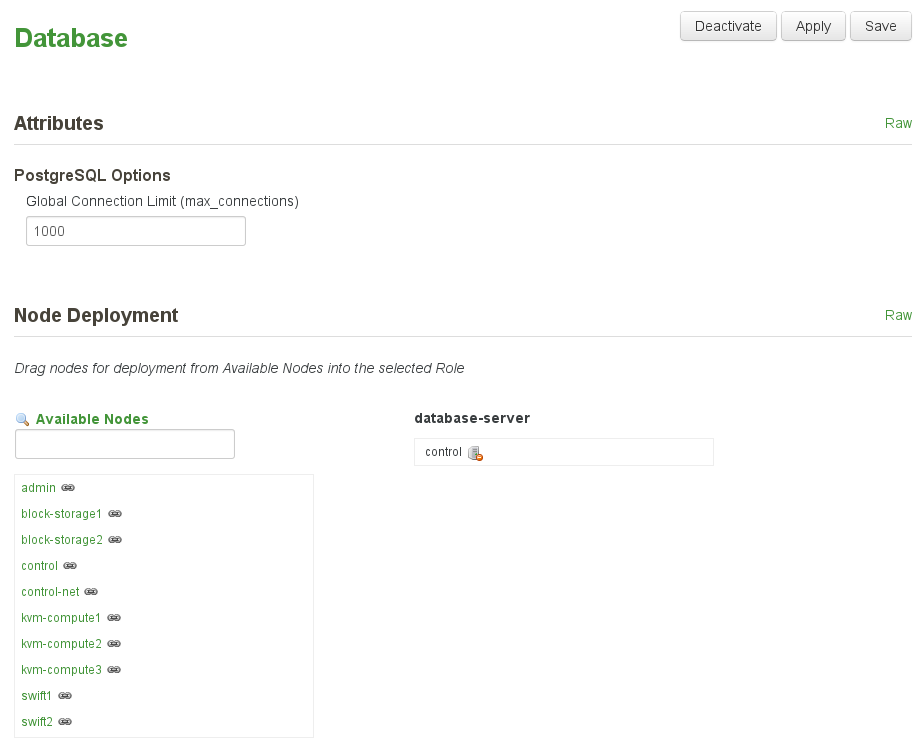 Database
Deactivate Apply Save
Attributes Raw
PostgreSQL Options
Global Connection Limit (max_connections)
1000
Node Deployment Raw
Drag nodes for deployment from Available Nodes into the selected Role
Available Nodes
database-server
control
admin
block-storage1
block-storage2
control
control-net
kvm-compute1
kvm-compute2
kvm-compute3
swift1
swift2